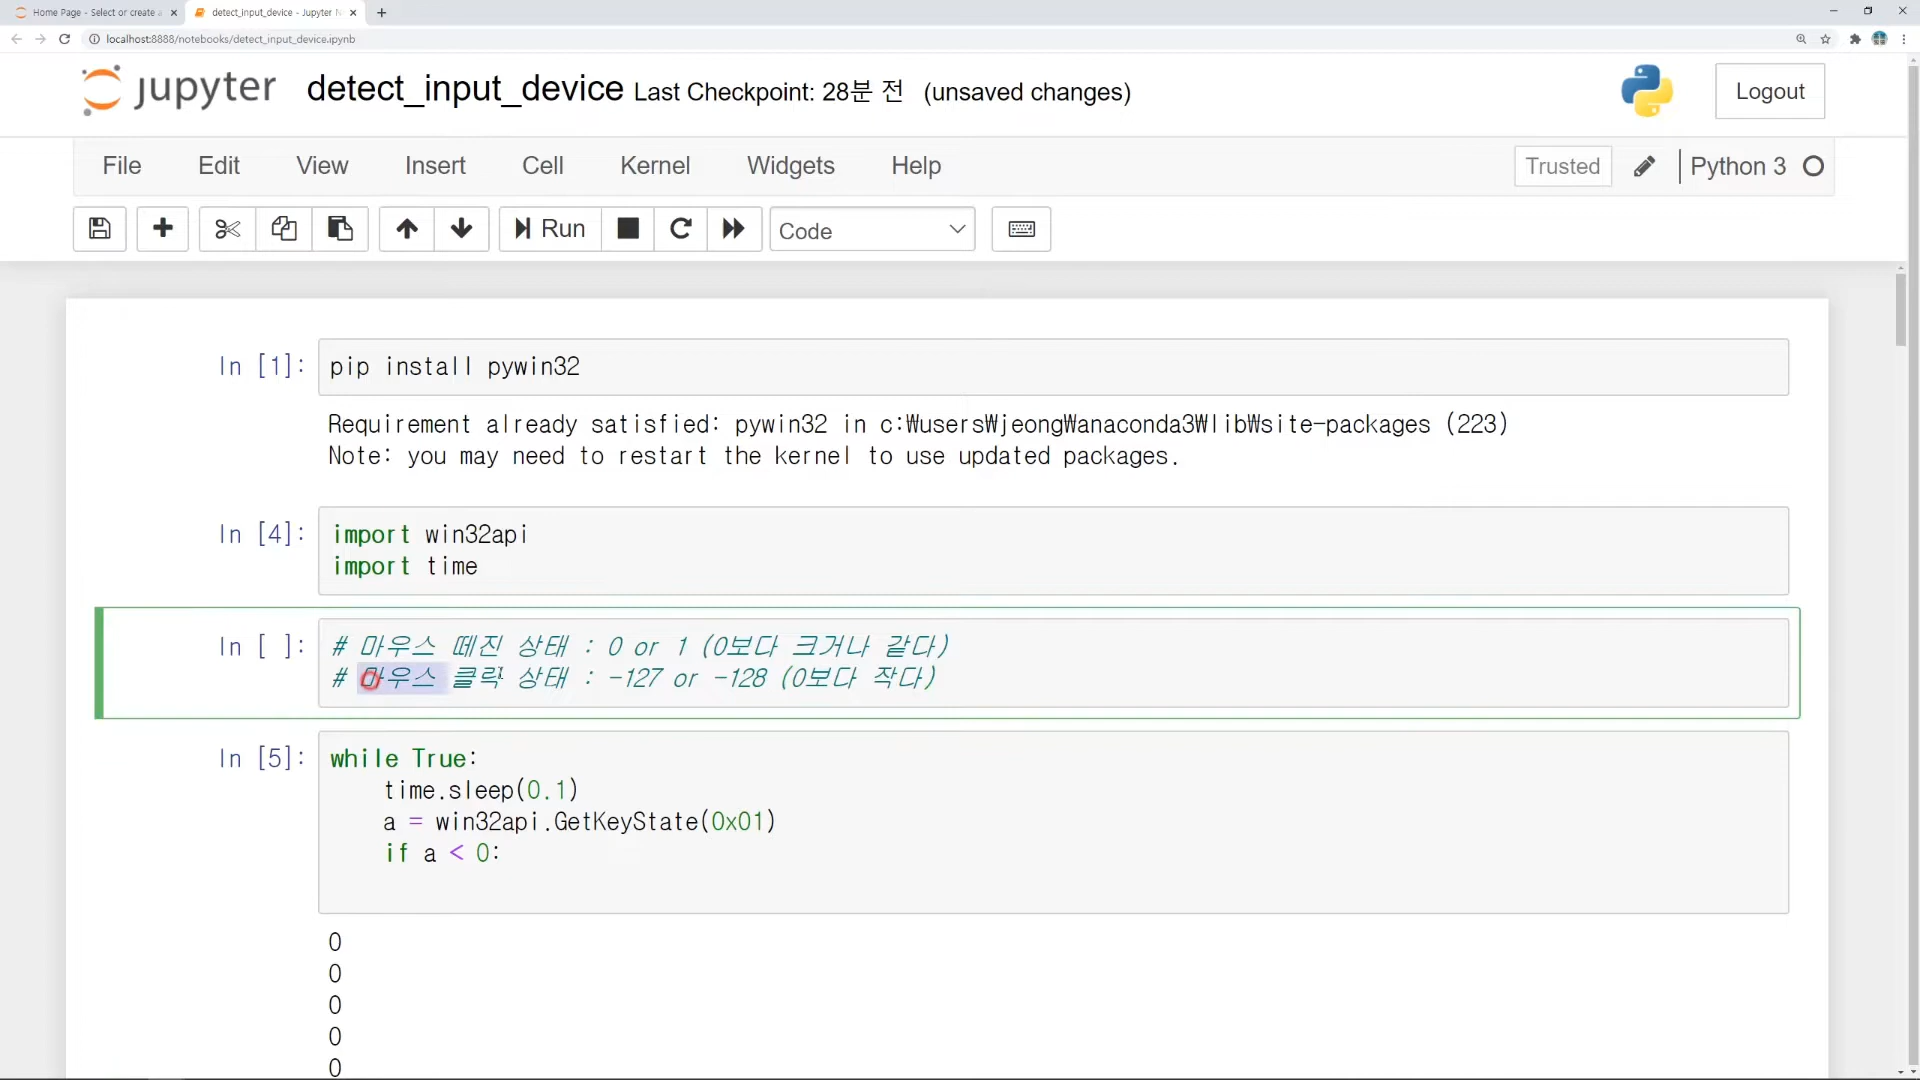 Home Page - Select or create a
detect_input_device - Jupyter N
localhost:8888/notebooks/detect_input_device.ipynb
jupyter detect_input_device Last Checkpoint: 28분 전 (unsaved changes)
Logout
File Edit View Insert Cell Kernel Widgets Help Trusted Python 3
Run Code
In [1]: pip install pywin32
Requirement already satisfied: pywin32 in c:₩users₩jeong₩anaconda3₩lib₩site-packages (223)
Note: you may need to restart the kernel to use updated packages.
In [4]: import win32api
import time
In [ ]: # 마우스 떼진 상태 : 0 or 1 (0보다 크거나 같다)
# 마우스 클릭 상태 : -127 or -128 (0보다 작다)
In [5]: while True:
time.sleep(0.1)
a = win32api.GetKeyState(0x01)
if a < 0:
0
0
0
0
0